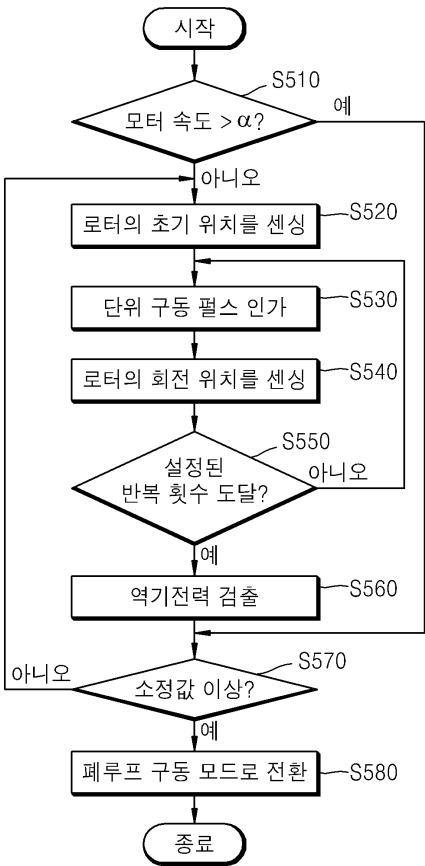 시작
S510
모터 속도 > α?
예
아니오
로터의 초기 위치를 센싱
S520
단위 구동 펄스 인가
S530
로터의 회전 위치를 센싱
S540
S550
설정된
반복 횟수 도달?
아니오
예
역기전력 검출
S560
S570
아니오
소정값 이상?
예
폐루프 구동 모드로 전환
S580
종료